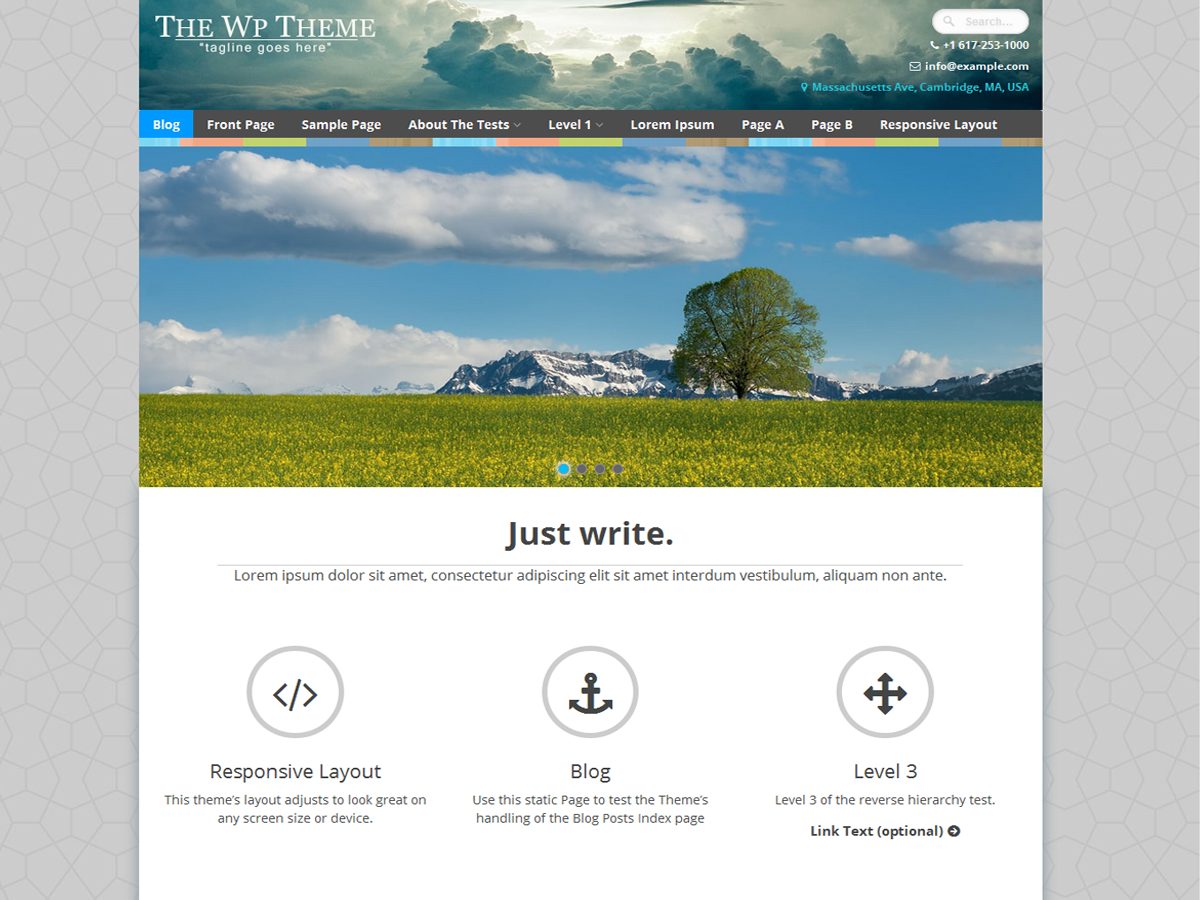 The Wp Theme
"tagline goes here"
Search...
+1 617-253-1000
info@example.com
Massachusetts Ave, Cambridge, MA, USA
Blog Front Page Sample Page About The Tests Level 1 Lorem Ipsum Page A Page B Responsive Layout
Just write.
Lorem ipsum dolor sit amet, consectetur adipiscing elit sit amet interdum vestibulum, aliquam non ante.
Responsive Layout
This theme's layout adjusts to look great on
any screen size or device.
Blog
Use this static Page to test the Theme's
handling of the Blog Posts Index page
Level 3
Level 3 of the reverse hierarchy test.
Link Text (optional)